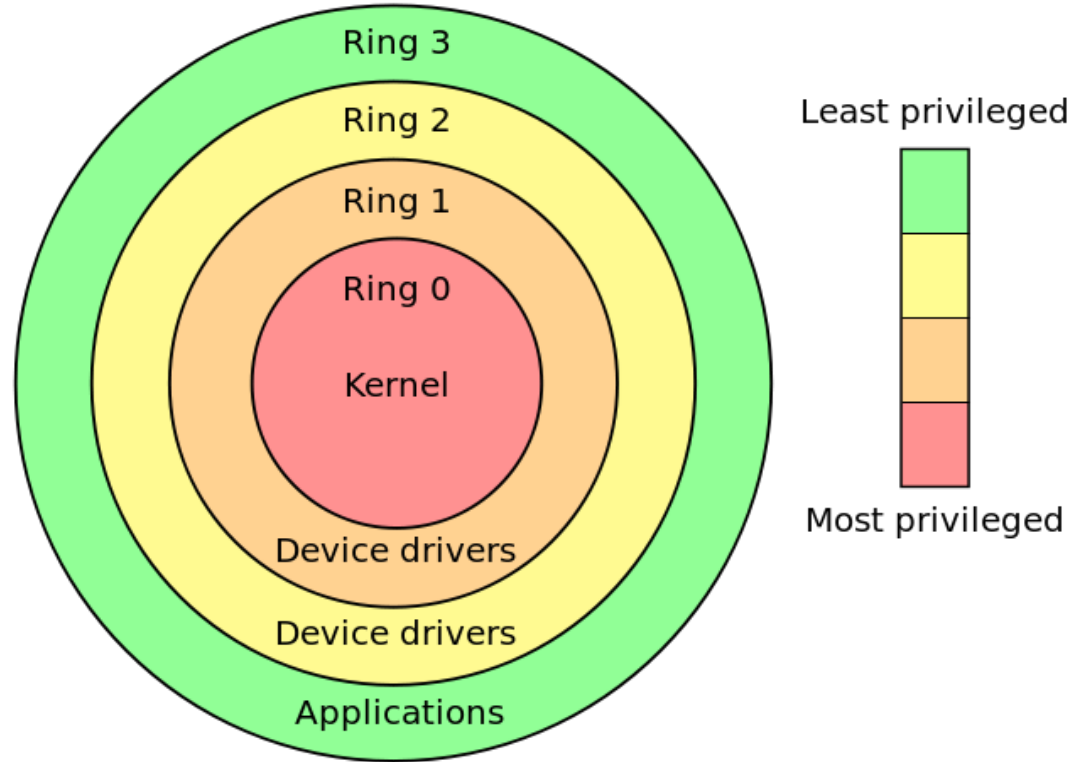 Ring 3
Ring 2
Ring 1
Ring 0
Kernel
Device drivers
Device drivers
Applications
Least privileged
Most privileged